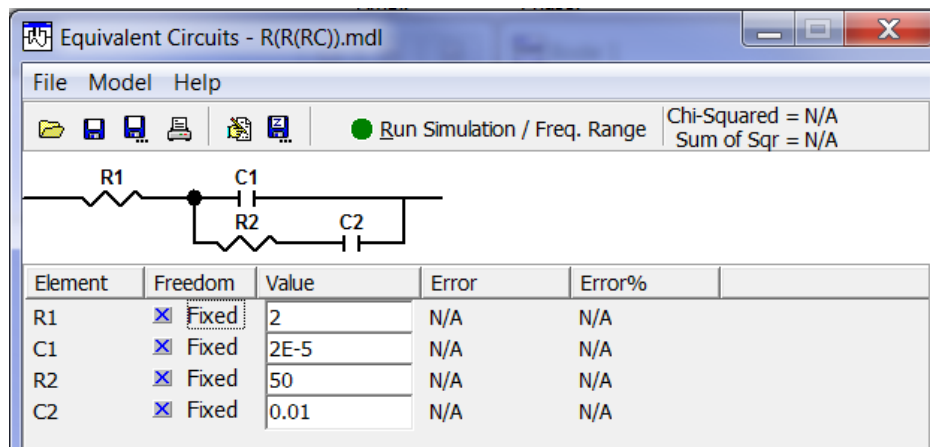 Equivalent Circuits - R(R(RC)).mdl
File Model Help
Run Simulation / Freq. Range
Chi-Squared = N/A
Sum of Sqr = N/A
R1 C1
R2 C2
Element Freedom Value Error Error%
R1 Fixed 2 N/A N/A
C1 Fixed 2E-5 N/A N/A
R2 Fixed 50 N/A N/A
C2 Fixed 0.01 N/A N/A